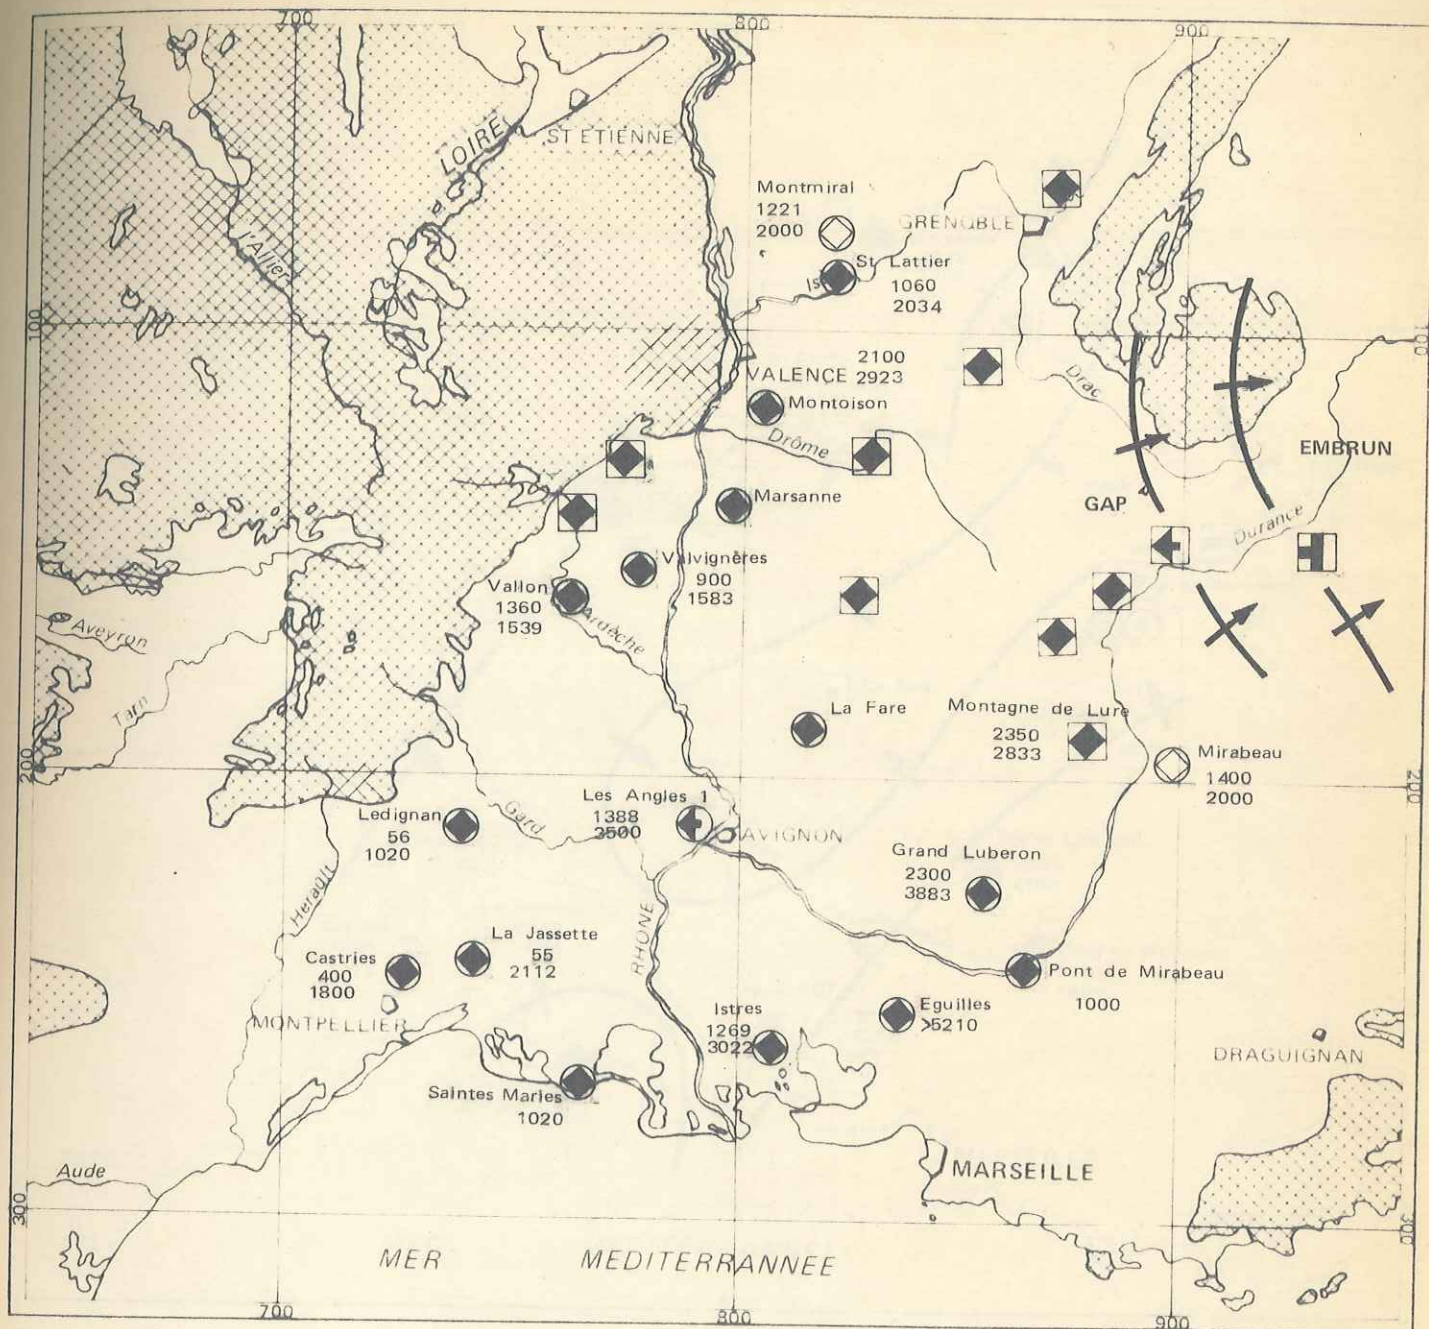 700
800
900
LOIRE
ST ETIENNE
Montmiral
1221
2000
GRENOBLE
l'Allier
St Lattier
1060
2034
Is
100
100
VALENCE
2100
2923
Montoison
Drac
Drôme
EMBRUN
Marsanne
GAP
Durance
Valvignères
900
1583
Vallon
1360
1539
Ardèche
Aveyron
Tarn
La Fare
Montagne de Lure
2350
2833
Mirabeau
1400
2000
200
200
Ledignan
56
1020
Gard
Les Angles 1
1388
3500
AVIGNON
Grand Luberon
2300
3883
Herault
RHONE
La Jassette
55
2112
Castries
400
1800
Pont de Mirabeau
1000
MONTPELLIER
Istres
1269
3022
Eguilles
>5210
DRAGUIGNAN
Saintes Maries
1020
Aude
MARSEILLE
300
300
MER MEDITERRANNEE
700
800
900